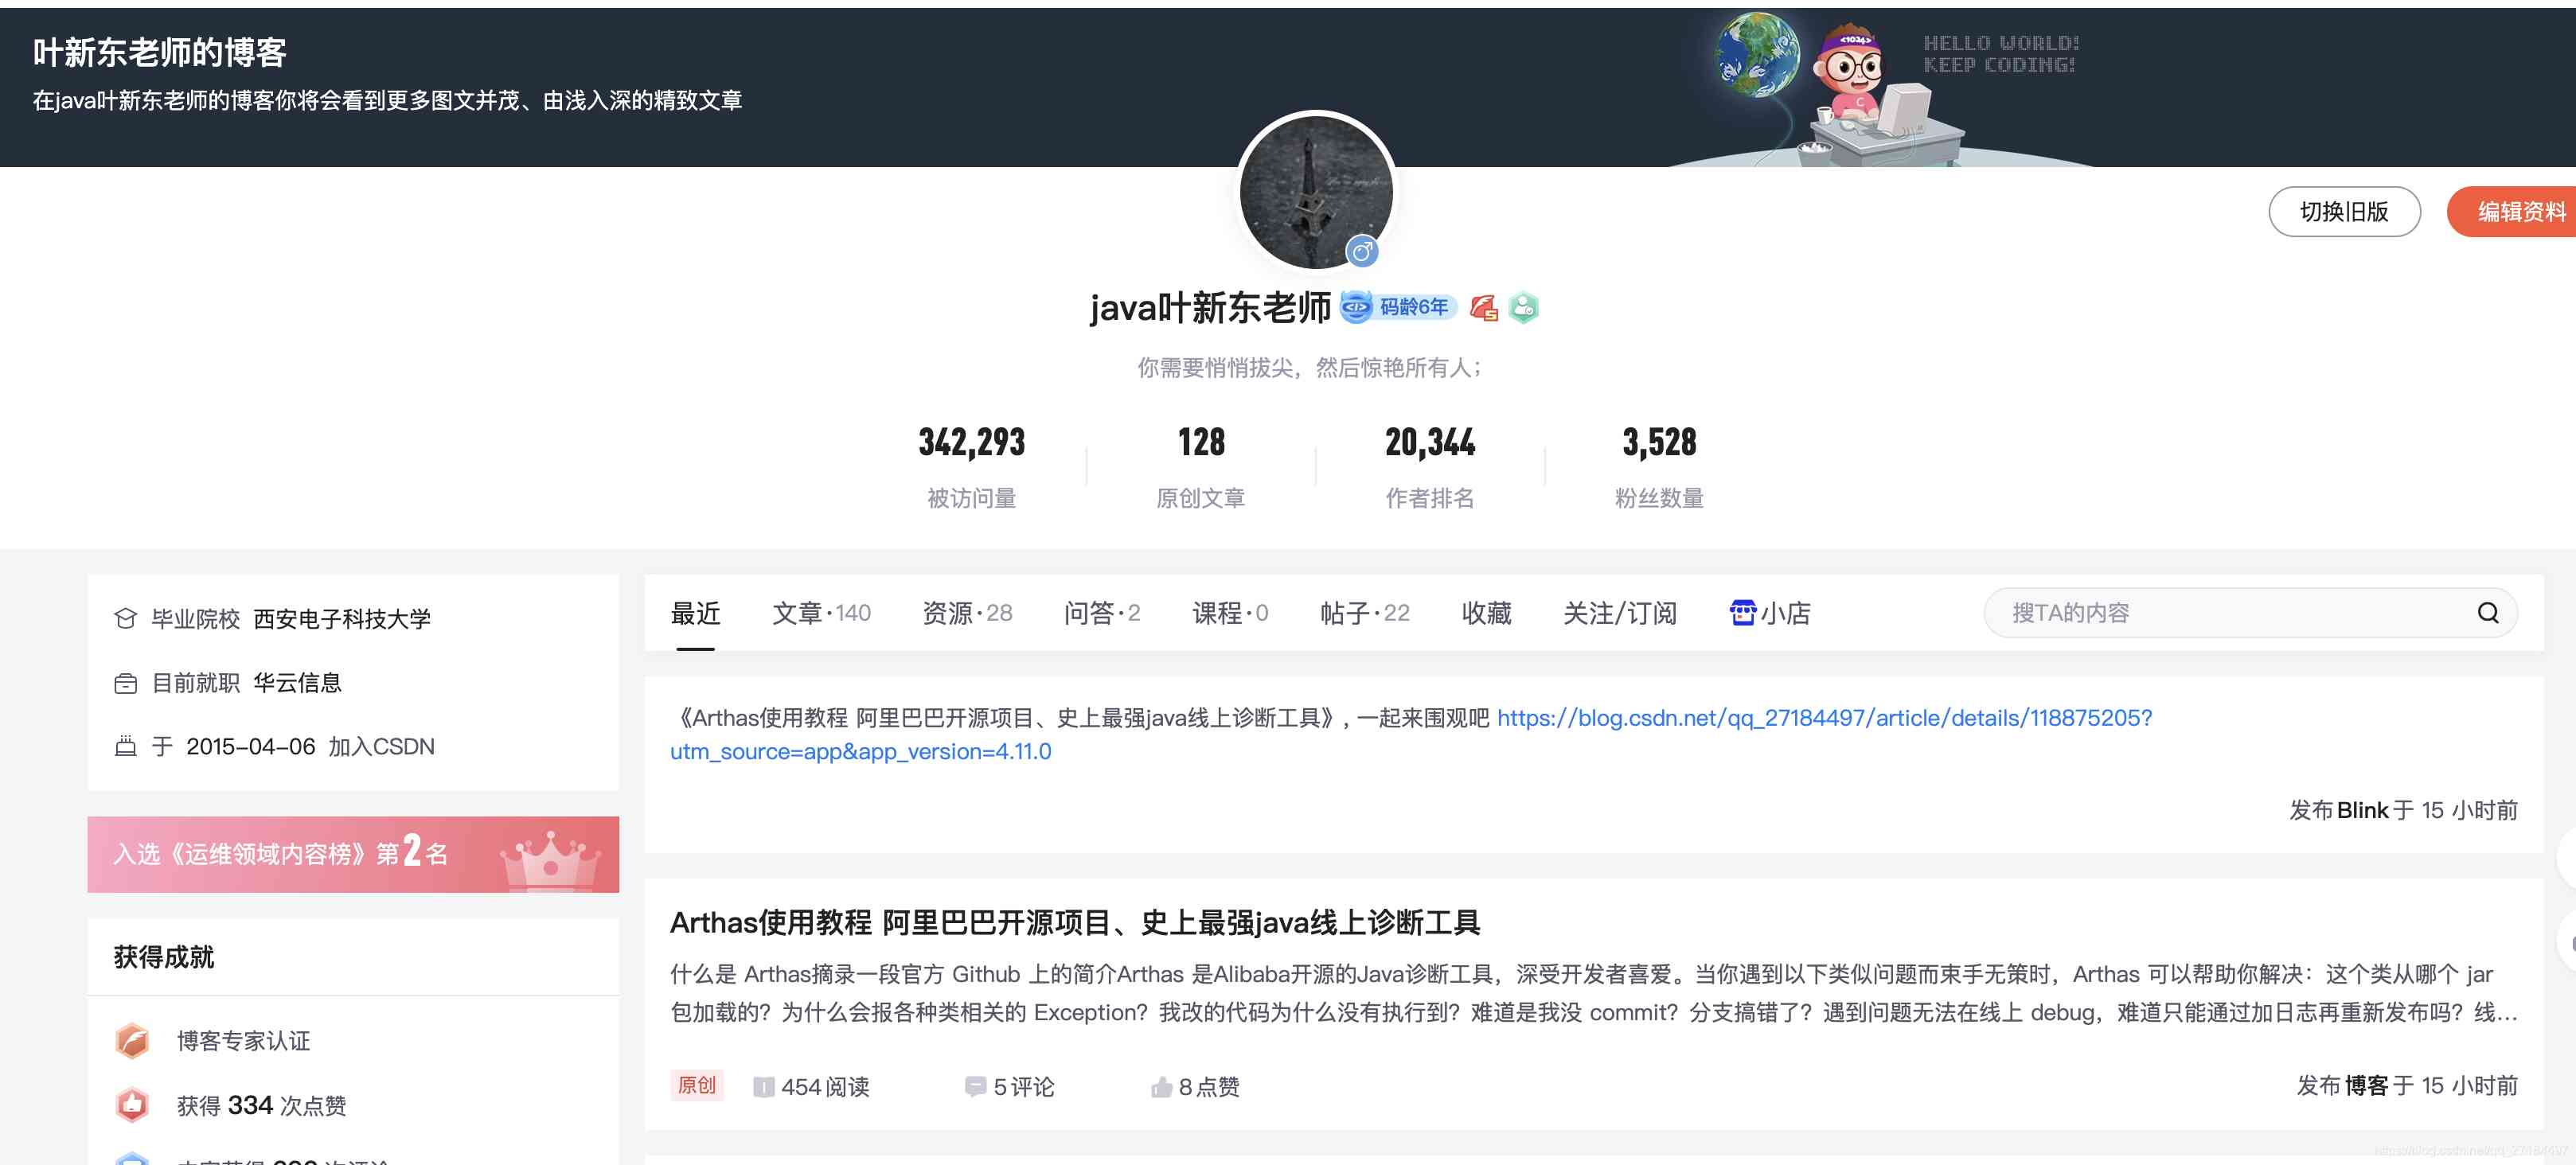 叶新东老师的博客
在java叶新东老师的博客你将会看到更多图文并茂、由浅入深的精致文章
<1024>
HELLO WORLD!
KEEP CODING!
切换旧版
编辑资料
java叶新东老师 码龄6年
你需要悄悄拔尖，然后惊艳所有人；
342,293 128 20,344 3,528
被访问量 原创文章 作者排名 粉丝数量
毕业院校 西安电子科技大学
目前就职 华云信息
于 2015-04-06 加入CSDN
入选《运维领域内容榜》第2名
获得成就
博客专家认证
获得 334 次点赞
最近 文章·140 资源·28 问答·2 课程·0 帖子·22 收藏 关注/订阅 小店 搜TA的内容
《Arthas使用教程 阿里巴巴开源项目、史上最强java线上诊断工具》, 一起来围观吧 https://blog.csdn.net/qq_27184497/article/details/118875205?
utm_source=app&app_version=4.11.0
发布Blink于 15 小时前
Arthas使用教程 阿里巴巴开源项目、史上最强java线上诊断工具
什么是 Arthas摘录一段官方 Github 上的简介Arthas 是Alibaba开源的Java诊断工具，深受开发者喜爱。当你遇到以下类似问题而束手无策时，Arthas 可以帮助你解决：这个类从哪个 jar
包加载的？为什么会报各种类相关的 Exception？我改的代码为什么没有执行到？难道是我没 commit？分支搞错了？遇到问题无法在线上 debug，难道只能通过加日志再重新发布吗？线...
原创 454阅读 5评论 8点赞
发布博客于 15 小时前
https://blog.csdn.net/qq_27184497